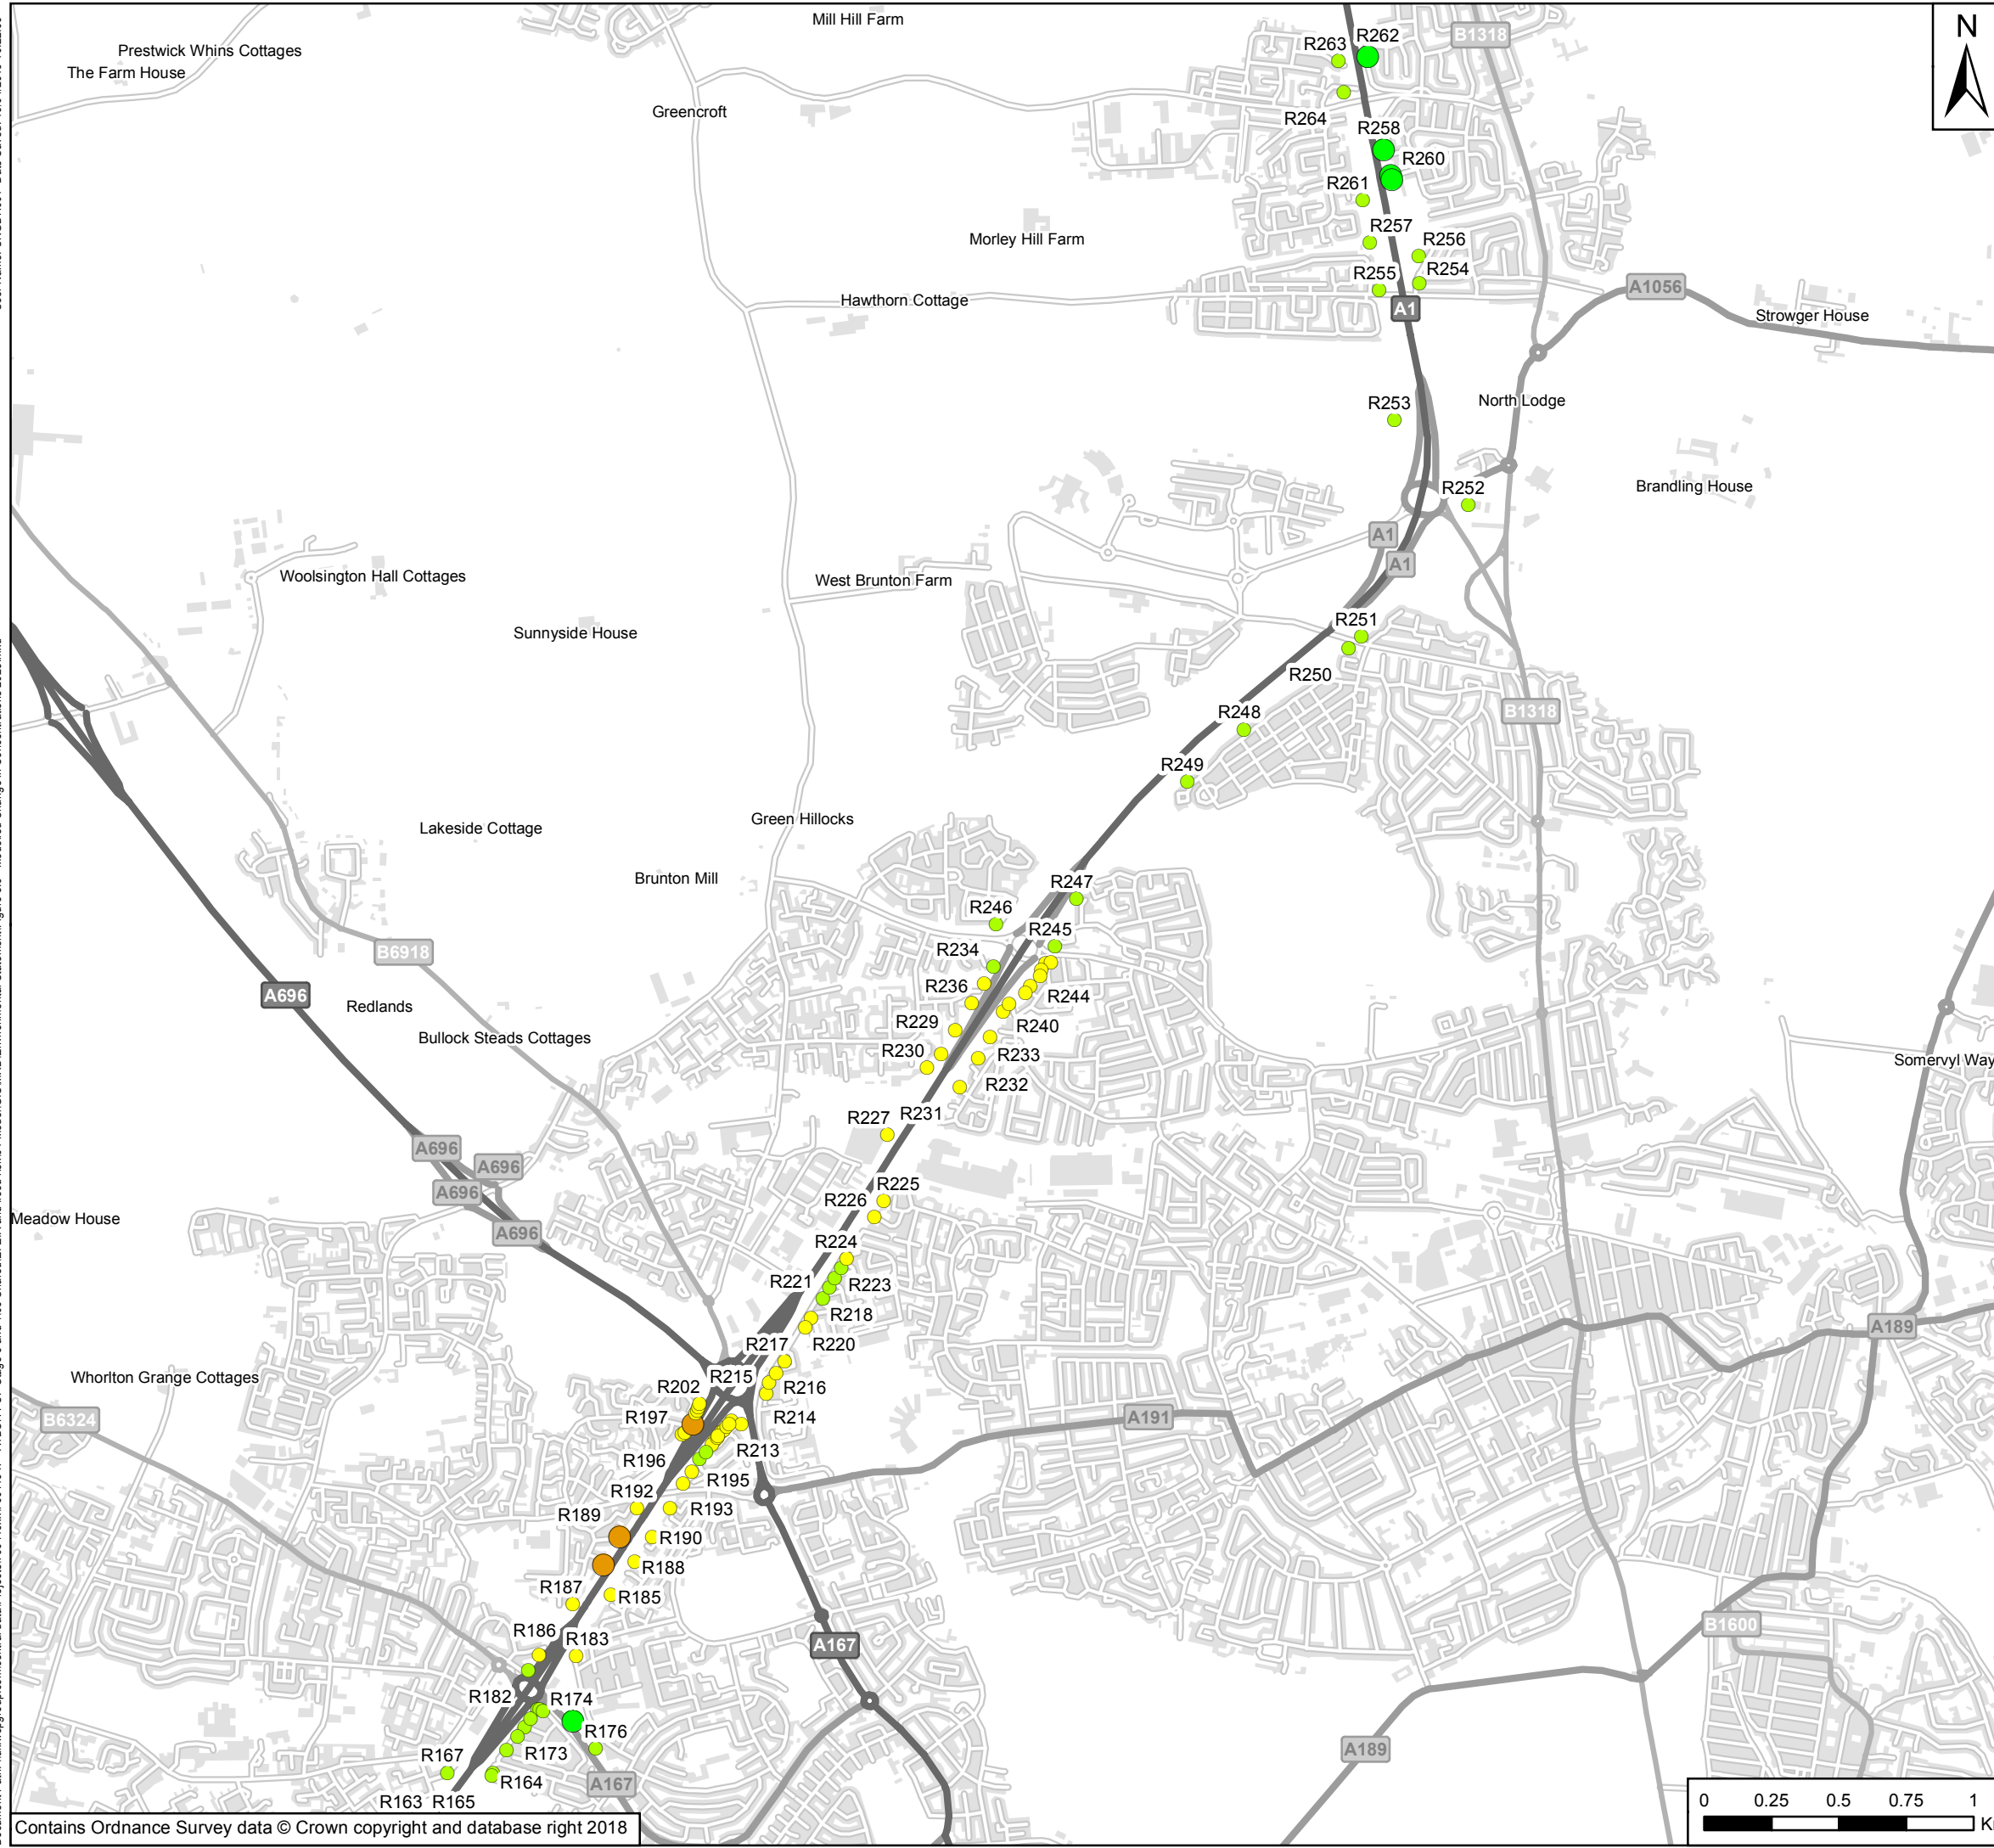 Mill Hill Farm
Prestwick Whins Cottages
The Farm House
B1318
N
R263
R262
Greencroft
R264
R258
R260
R261
R257
R256
Morley Hill Farm
R255
R254
Hawthorn Cottage
A1
A1056
Strowger House
R253
North Lodge
R252
Brandling House
A1
A1
Woolsington Hall Cottages
West Brunton Farm
Sunnyside House
R251
R250
R248
B1318
R249
Green Hillocks
Lakeside Cottage
Brunton Mill
R247
R246
R245
R234
B6918
A696
R236
R244
Redlands
R229
R240
Bullock Steads Cottages
R230
R233
Somervyl Way
R232
R227
R231
A696
A696
A696
R225
R226
Meadow House
A696
R224
R221
R223
R218
A189
R217
R220
Whorlton Grange Cottages
R215
R202
R216
B6324
R197
R214
A191
R213
R196
R195
R192
R193
R189
R190
R188
R187
R185
B1600
R186
R183
A167
R182
R174
R176
R167
R173
A189
R164
A167
R163 R165
0 0.25 0.5 0.75 1
Contains Ordnance Survey data © Crown copyright and database right 2018